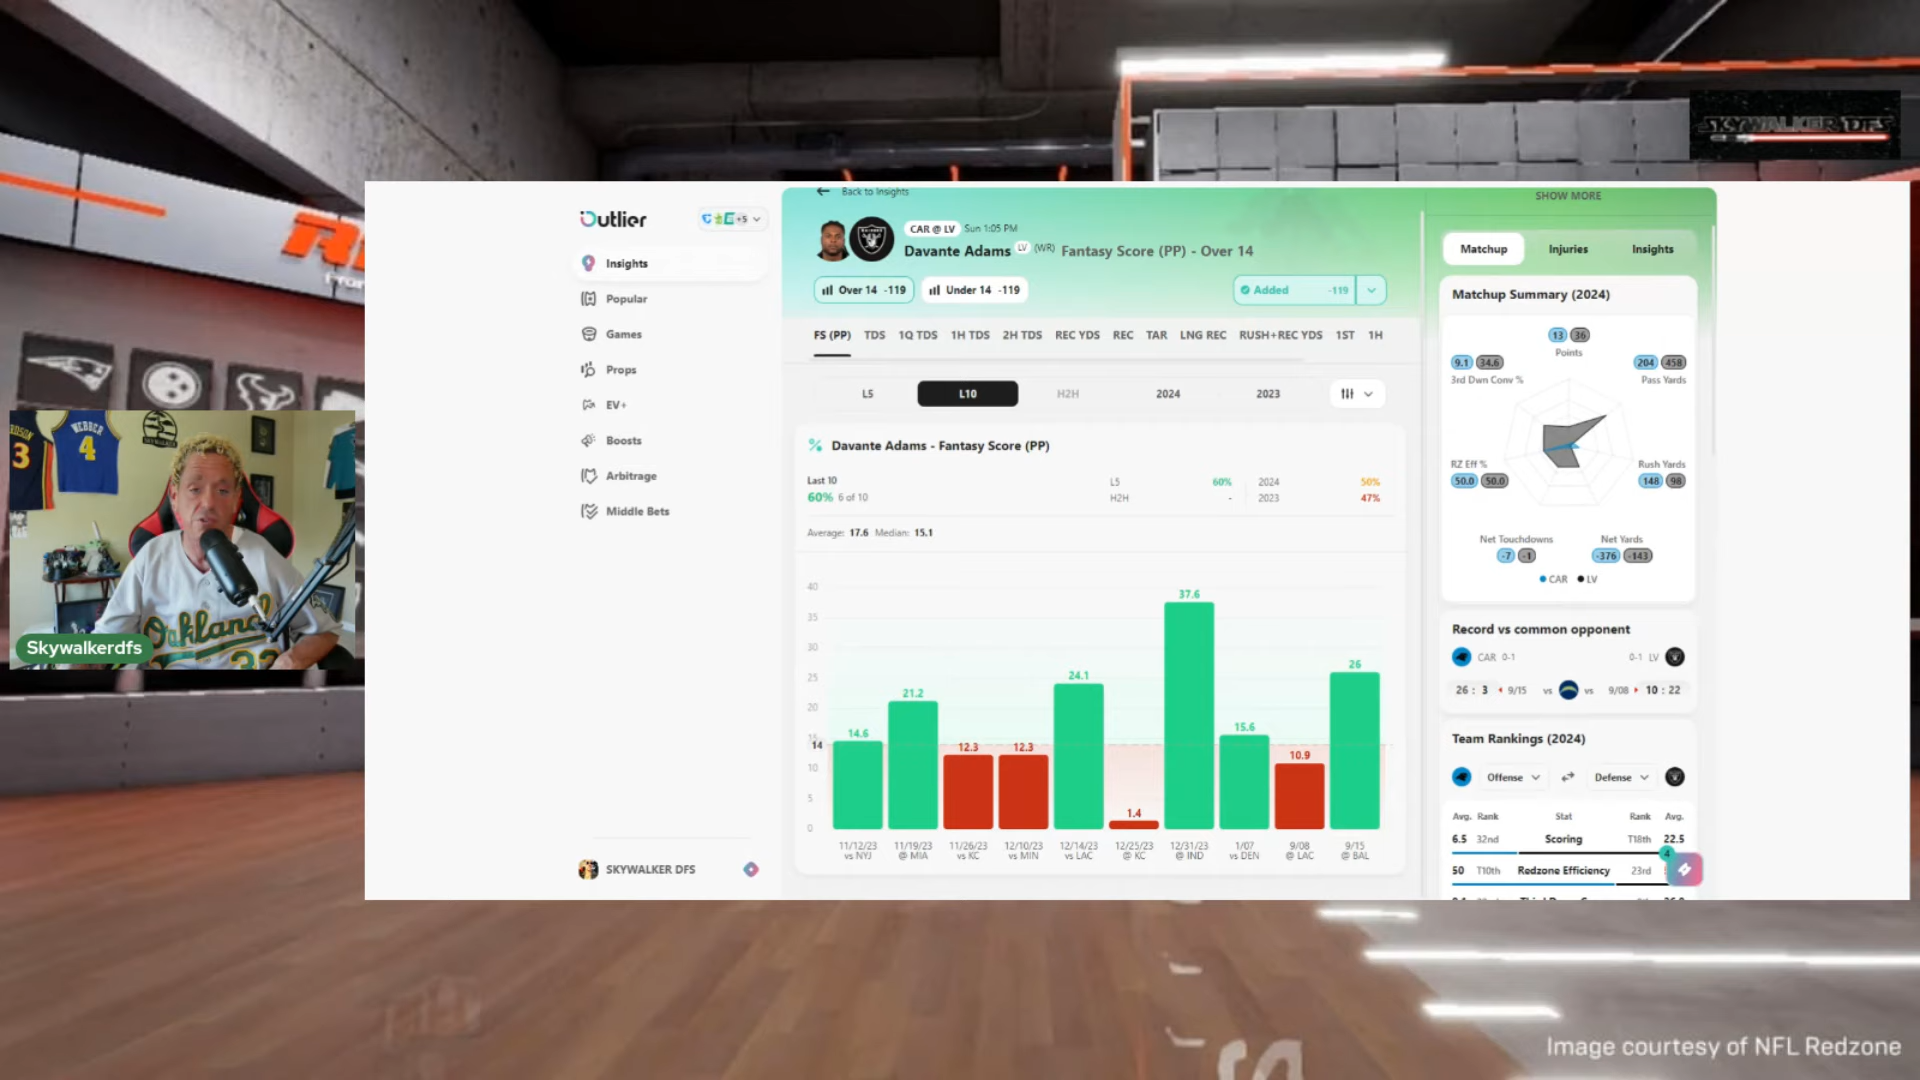 SKYWALKER DFS
SHOW MORE
Back to Insights
Outlier
+5
CAR @ LV Sun 1:05 PM
Davante Adams LV (WR) Fantasy Score (PP) - Over 14
Over 14 -119
Under 14 -119
Added -119
Matchup Injuries Insights
Insights
Popular
Games
Props
EV+
Boosts
Arbitrage
Middle Bets
SKYWALKER DFS
FS (PP) TDS 1Q TDS 1H TDS 2H TDS REC YDS REC TAR LNG REC RUSH+REC YDS 1ST 1H
L5 L10 H2H 2024 2023
Davante Adams - Fantasy Score (PP)
Last 10
60% 6 of 10
L5 60% 2024 50%
H2H - 2023 47%
Average: 17.6 Median: 15.1
40
35
30
25
20
15
14
10
5
0
14.6
21.2
12.3
12.3
24.1
1.4
37.6
15.6
10.9
26
11/12/23 vs NYJ
11/19/23 @ MIA
11/26/23 vs KC
12/10/23 vs MIN
12/14/23 vs LAC
12/25/23 @ KC
12/31/23 @ IND
1/07 vs DEN
9/08 @ LAC
9/15 @ BAL
Matchup Summary (2024)
13 36
Points
9.1 34.6
3rd Dwn Conv %
204 458
Pass Yards
RZ Eff %
50.0 50.0
Rush Yards
148 98
Net Touchdowns
-7 -1
Net Yards
-376 -143
CAR LV
Record vs common opponent
CAR 0-1 0-1 LV
26 : 3 9/15 vs vs 9/08 10 : 22
Team Rankings (2024)
Offense Defense
Avg. Rank Stat Rank Avg.
6.5 32nd Scoring T18th 22.5
4
50 T10th Redzone Efficiency 23rd
WEBBER
4
3
Oakland
Skywalkerdfs
Image courtesy of NFL Redzone